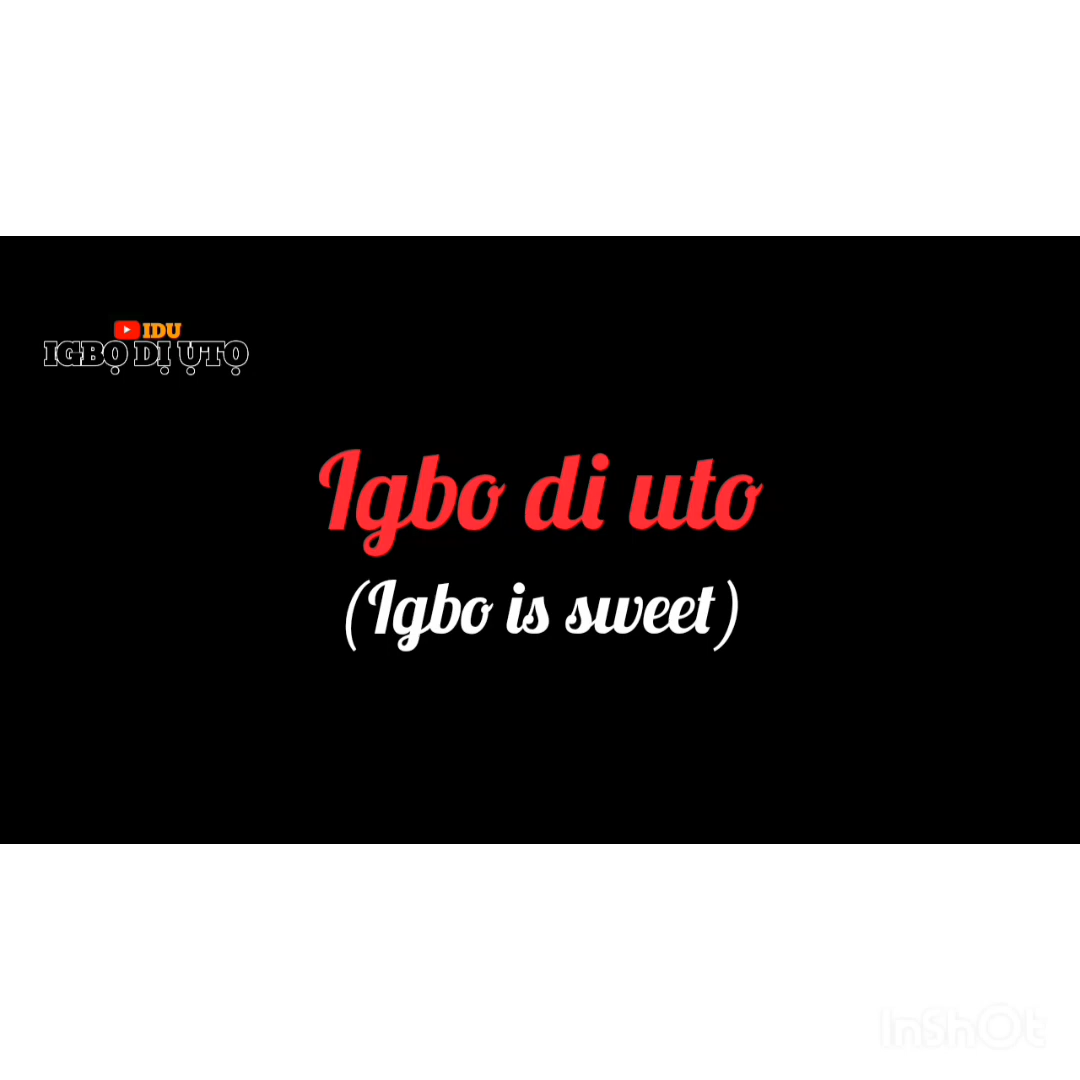 IDU
IGBỌ DỊ ỤTỌ
Igbo di uto
(Igbo is sweet)
InShOt